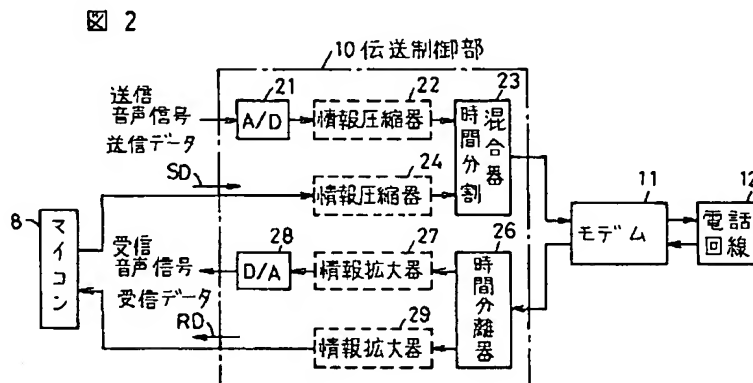 図 2
10 伝送制御部
送信
音声信号
21
A/D
22
情報圧縮器
23
時間分割
混合器
送信データ
SD
24
情報圧縮器
8
マイコン
11
モデム
12
電話
回線
受信
音声信号
28
D/A
27
情報拡大器
26
時間分離器
受信データ
RD
29
情報拡大器